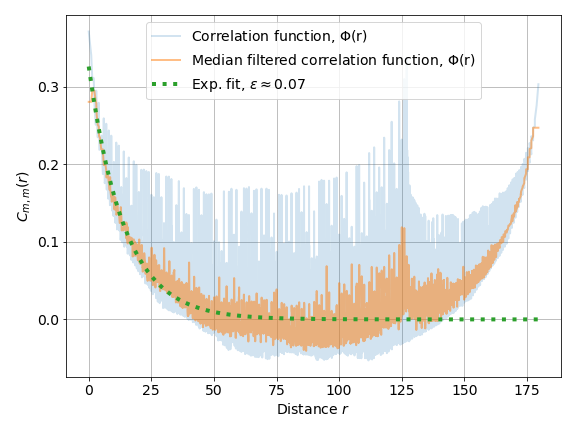 Correlation function, Φ(r)
Median filtered correlation function, Φ(r)
Exp. fit, ε ≈ 0.07
0.3
0.2
0.1
0.0
C_{m,m}(r)
0 25 50 75 100 125 150 175
Distance r